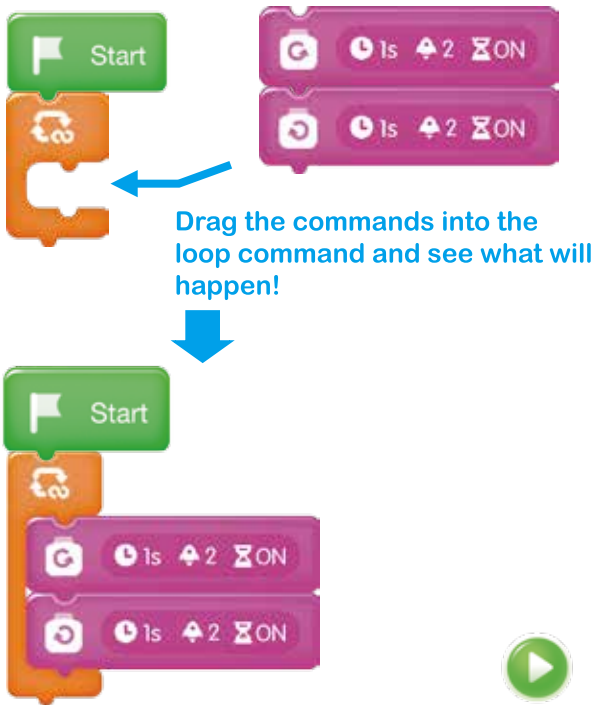 Start
1s 2 ON
1s 2 ON
Drag the commands into the
loop command and see what will
happen!
Start
1s 2 ON
1s 2 ON